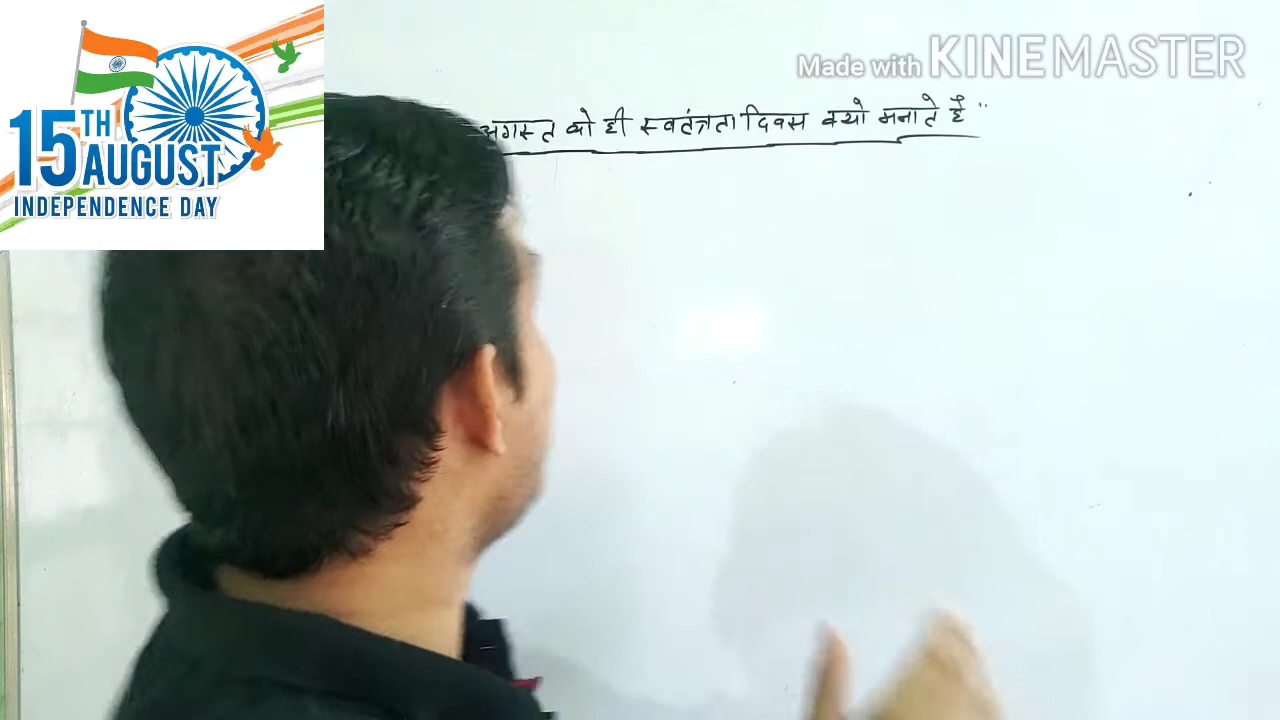 Made with KINEMASTER
अगस्त को ही स्वतंत्रता दिवस क्यो मनाते है"
15TH
AUGUST
INDEPENDENCE DAY